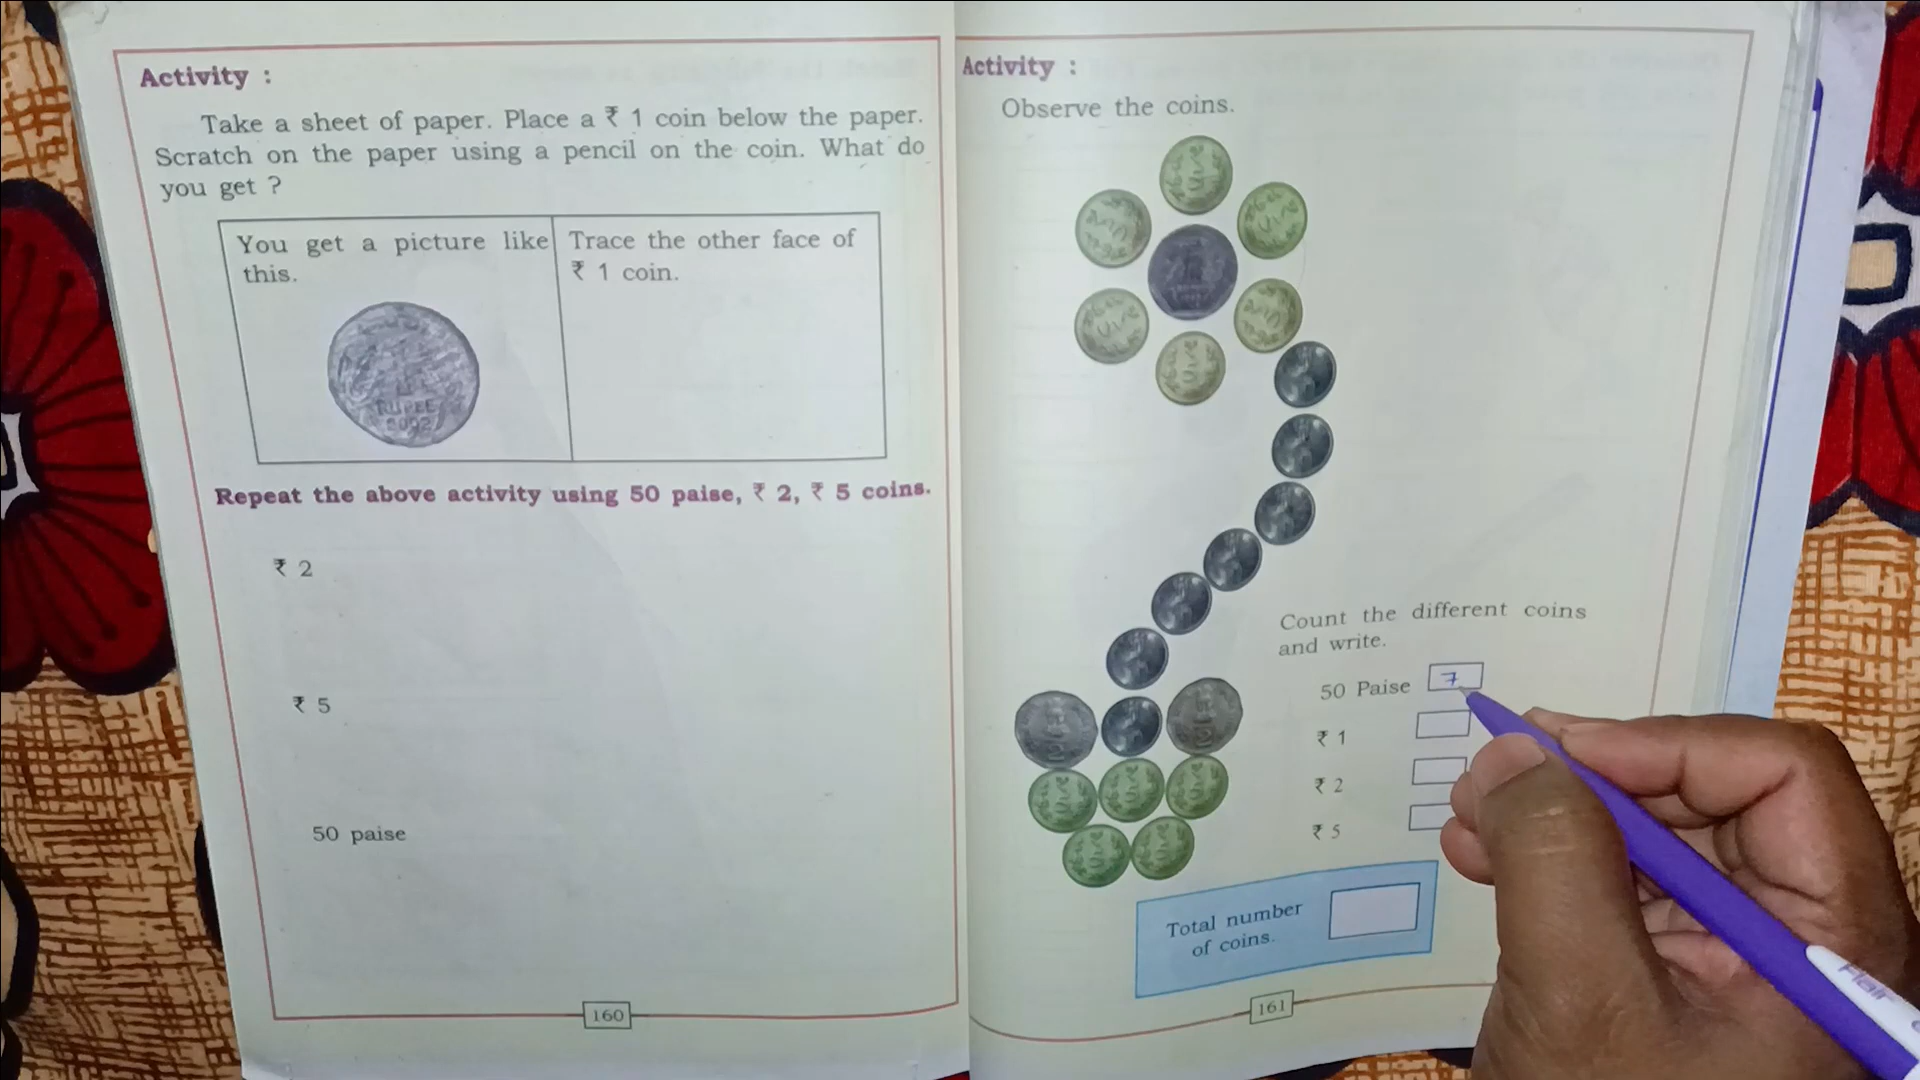 Activity :
Take a sheet of paper. Place a ₹ 1 coin below the paper.
Scratch on the paper using a pencil on the coin. What do
you get ?
You get a picture like
this.
RUPEE
2002
Trace the other face of
₹ 1 coin.
Repeat the above activity using 50 paise, ₹ 2, ₹ 5 coins.
₹ 2
₹ 5
50 paise
160
Activity :
Observe the coins.
Count the different coins
and write.
50 Paise 7
₹ 1
₹ 2
₹ 5
Total number
of coins.
161
Flair